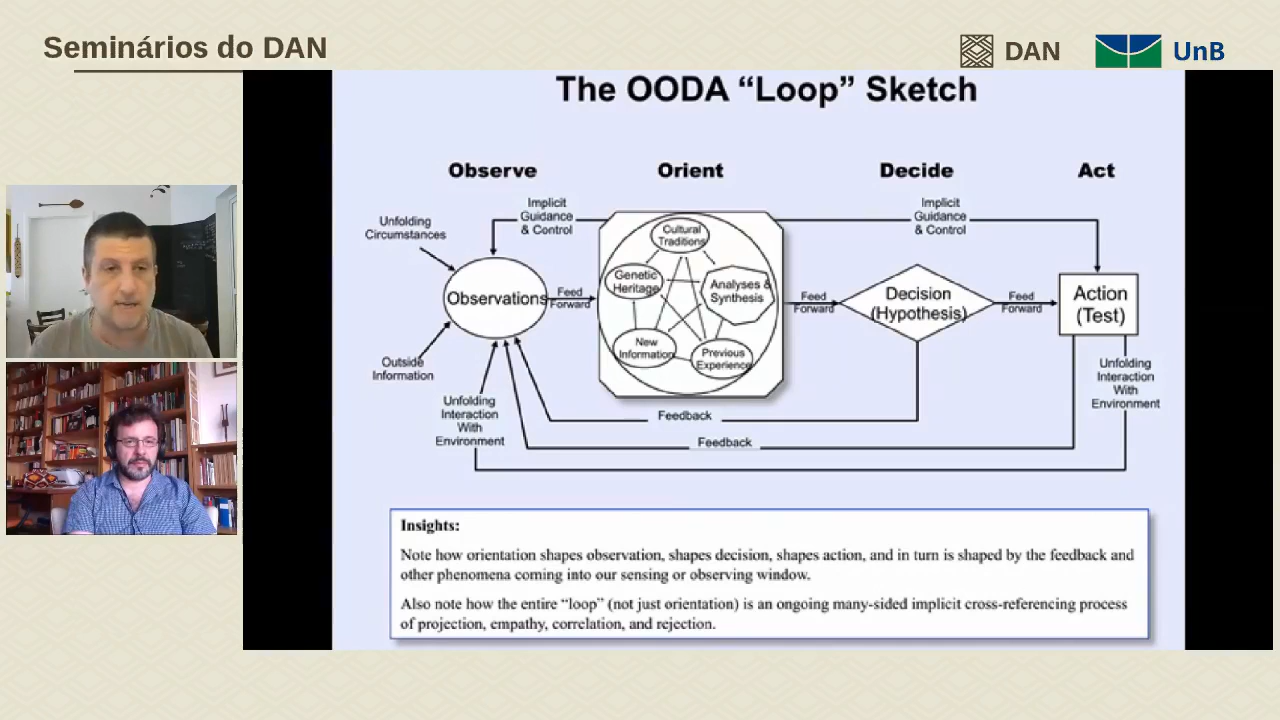 Seminários do DAN
DAN
UnB
The OODA “Loop” Sketch
Observe
Orient
Decide
Act
Implicit
Guidance
& Control
Implicit
Guidance
& Control
Unfolding
Circumstances
Cultural
Traditions
Genetic
Heritage
Analyses &
Synthesis
New
Information
Previous
Experience
Observations
Feed
Forward
Feed
Forward
Decision
(Hypothesis)
Feed
Forward
Action
(Test)
Outside
Information
Unfolding
Interaction
With
Environment
Unfolding
Interaction
With
Environment
Feedback
Feedback
Insights:
Note how orientation shapes observation, shapes decision, shapes action, and in turn is shaped by the feedback and
other phenomena coming into our sensing or observing window.
Also note how the entire “loop” (not just orientation) is an ongoing many-sided implicit cross-referencing process
of projection, empathy, correlation, and rejection.